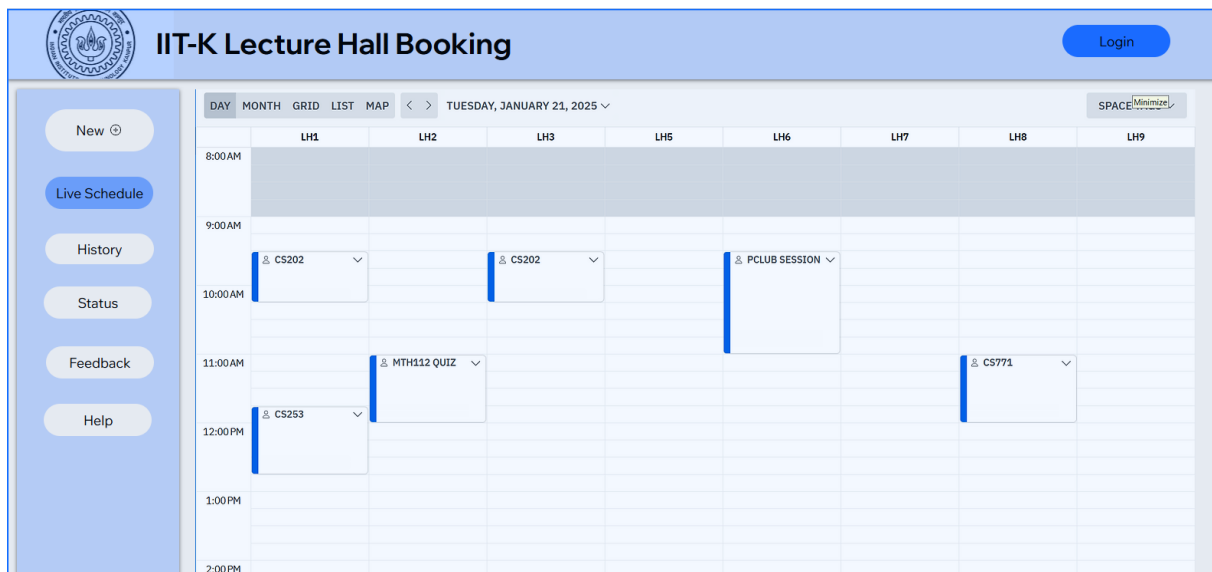 IIT-K Lecture Hall Booking
Login
New
Live Schedule
History
Status
Feedback
Help
DAY MONTH GRID LIST MAP < > TUESDAY, JANUARY 21, 2025
SPACE
Minimize
LH1 LH2 LH3 LH5 LH6 LH7 LH8 LH9
8:00 AM
9:00 AM
CS202 CS202 PCLUB SESSION
10:00 AM
11:00 AM MTH112 QUIZ CS771
CS253
12:00 PM
1:00 PM
2:00 PM